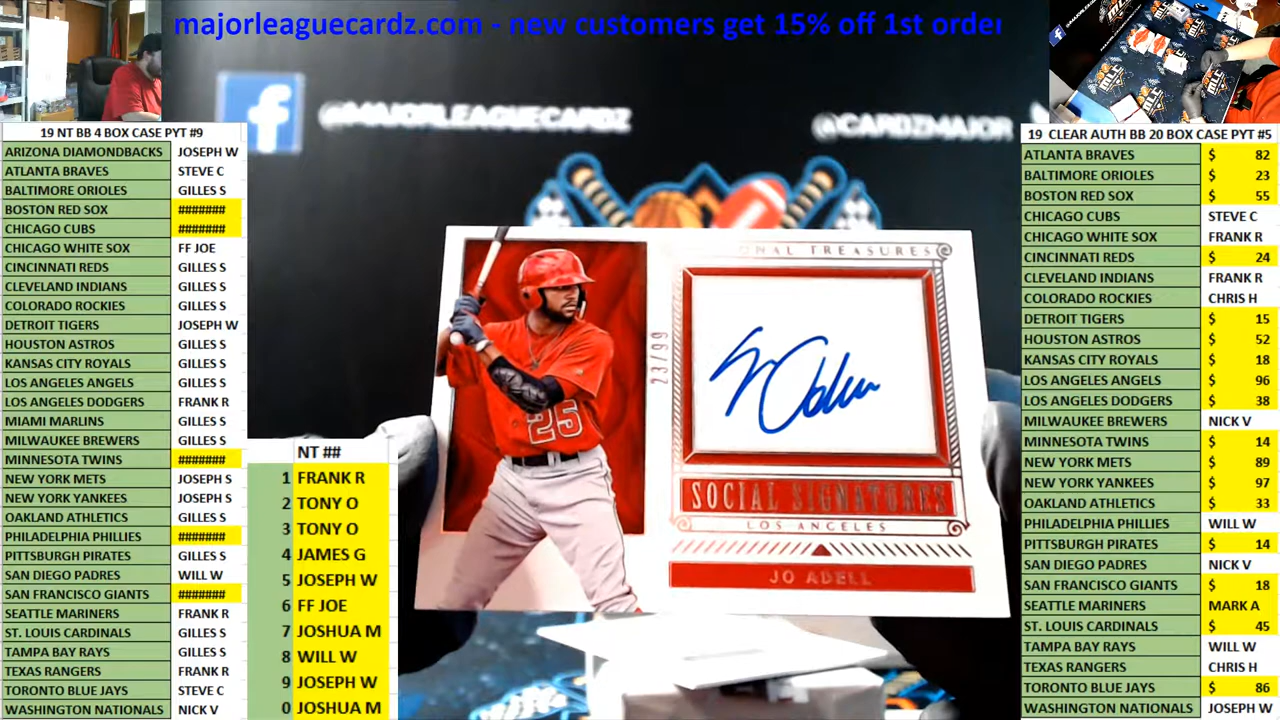 majorleaguecardz.com - new customers get 15% off 1st order
f
@MAJORLEAGUECARDZ
@CARDZMAJOR
19 NT BB 4 BOX CASE PYT #9
ARIZONA DIAMONDBACKS JOSEPH W
ATLANTA BRAVES STEVE C
BALTIMORE ORIOLES GILLES S
BOSTON RED SOX #######
CHICAGO CUBS #######
CHICAGO WHITE SOX FF JOE
CINCINNATI REDS GILLES S
CLEVELAND INDIANS GILLES S
COLORADO ROCKIES GILLES S
DETROIT TIGERS JOSEPH W
HOUSTON ASTROS GILLES S
KANSAS CITY ROYALS GILLES S
LOS ANGELES ANGELS GILLES S
LOS ANGELES DODGERS FRANK R
MIAMI MARLINS GILLES S
MILWAUKEE BREWERS GILLES S
MINNESOTA TWINS #######
NEW YORK METS JOSEPH S
NEW YORK YANKEES JOSEPH S
OAKLAND ATHLETICS GILLES S
PHILADELPHIA PHILLIES #######
PITTSBURGH PIRATES GILLES S
SAN DIEGO PADRES WILL W
SAN FRANCISCO GIANTS #######
SEATTLE MARINERS FRANK R
ST. LOUIS CARDINALS GILLES S
TAMPA BAY RAYS GILLES S
TEXAS RANGERS FRANK R
TORONTO BLUE JAYS STEVE C
WASHINGTON NATIONALS NICK V
NT ##
1 FRANK R
2 TONY O
3 TONY O
4 JAMES G
5 JOSEPH W
6 FF JOE
7 JOSHUA M
8 WILL W
9 JOSEPH W
0 JOSHUA M
ONAL TREASURES
25
23/99
SOCIAL SIGNATURES
LOS ANGELES
JO ADELL
19 CLEAR AUTH BB 20 BOX CASE PYT #5
ATLANTA BRAVES $ 82
BALTIMORE ORIOLES $ 23
BOSTON RED SOX $ 55
CHICAGO CUBS STEVE C
CHICAGO WHITE SOX FRANK R
CINCINNATI REDS $ 24
CLEVELAND INDIANS FRANK R
COLORADO ROCKIES CHRIS H
DETROIT TIGERS $ 15
HOUSTON ASTROS $ 52
KANSAS CITY ROYALS $ 18
LOS ANGELES ANGELS $ 96
LOS ANGELES DODGERS $ 38
MILWAUKEE BREWERS NICK V
MINNESOTA TWINS $ 14
NEW YORK METS $ 89
NEW YORK YANKEES $ 97
OAKLAND ATHLETICS $ 33
PHILADELPHIA PHILLIES WILL W
PITTSBURGH PIRATES $ 14
SAN DIEGO PADRES NICK V
SAN FRANCISCO GIANTS $ 18
SEATTLE MARINERS MARK A
ST. LOUIS CARDINALS $ 45
TAMPA BAY RAYS WILL W
TEXAS RANGERS CHRIS H
TORONTO BLUE JAYS $ 86
WASHINGTON NATIONALS JOSEPH W